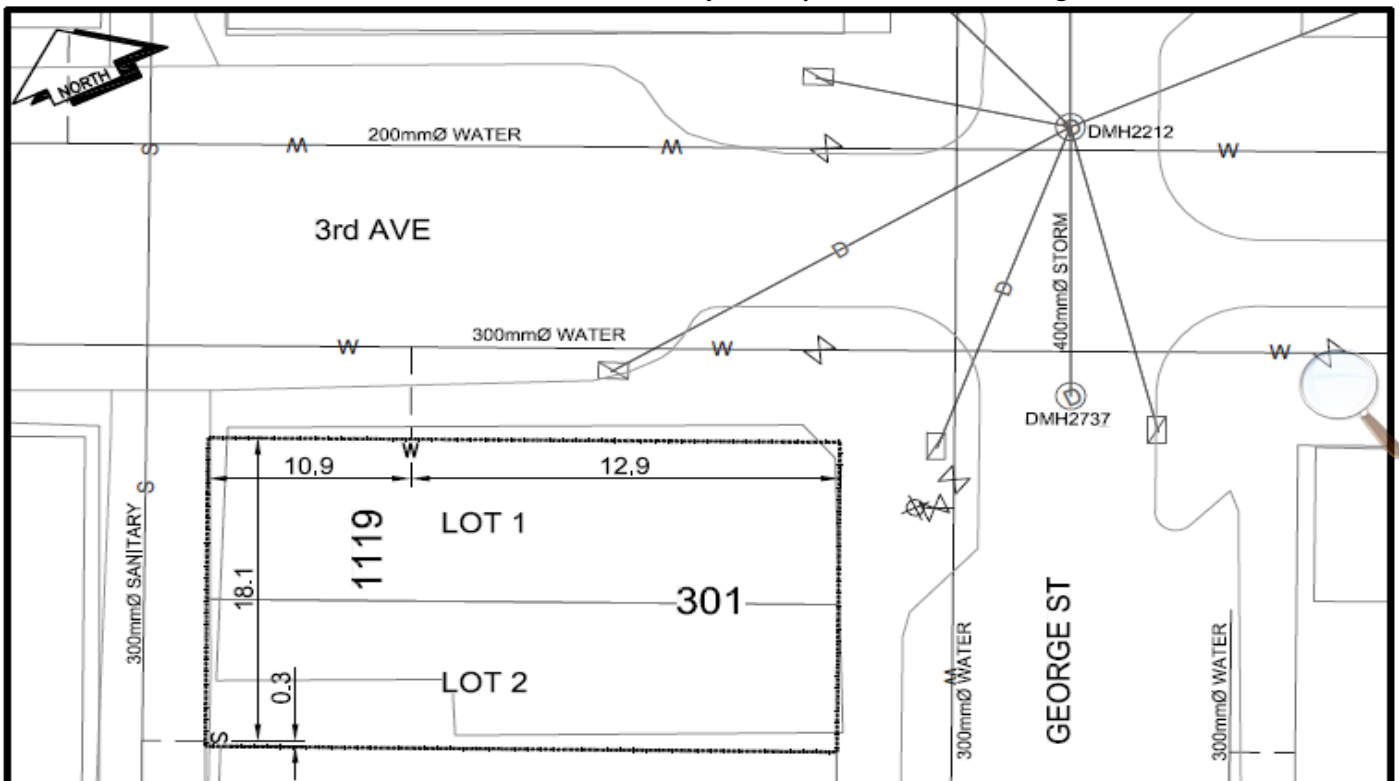 NORTH
200mmØ WATER
W
W
S
W
DMH2212
3rd AVE
D
D
400mmØ STORM
300mmØ WATER
W
W
W
D
DMH2737
W
10.9
12.9
S
1119
LOT 1
300mmØ SANITARY
18.1
301
0.3
LOT 2
S
W
300mmØ WATER
GEORGE ST
300mmØ WATER